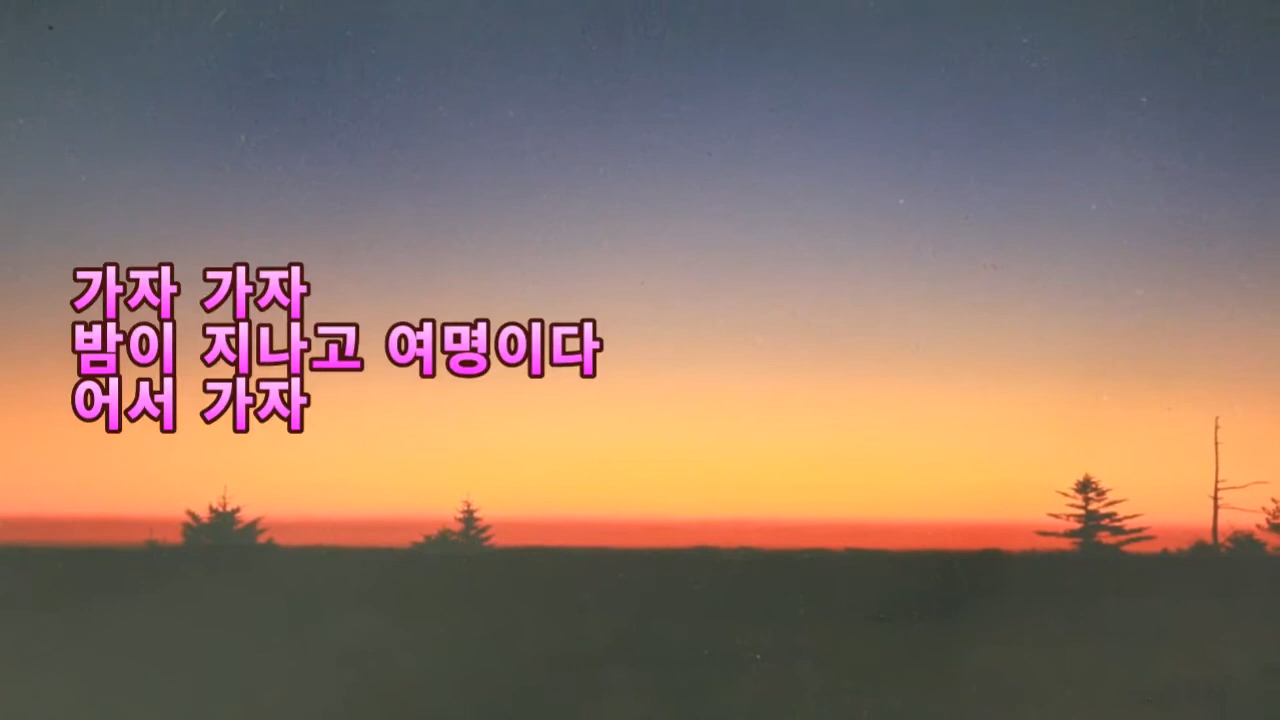 가자 가자
밤이 지나고 여명이다
어서 가자